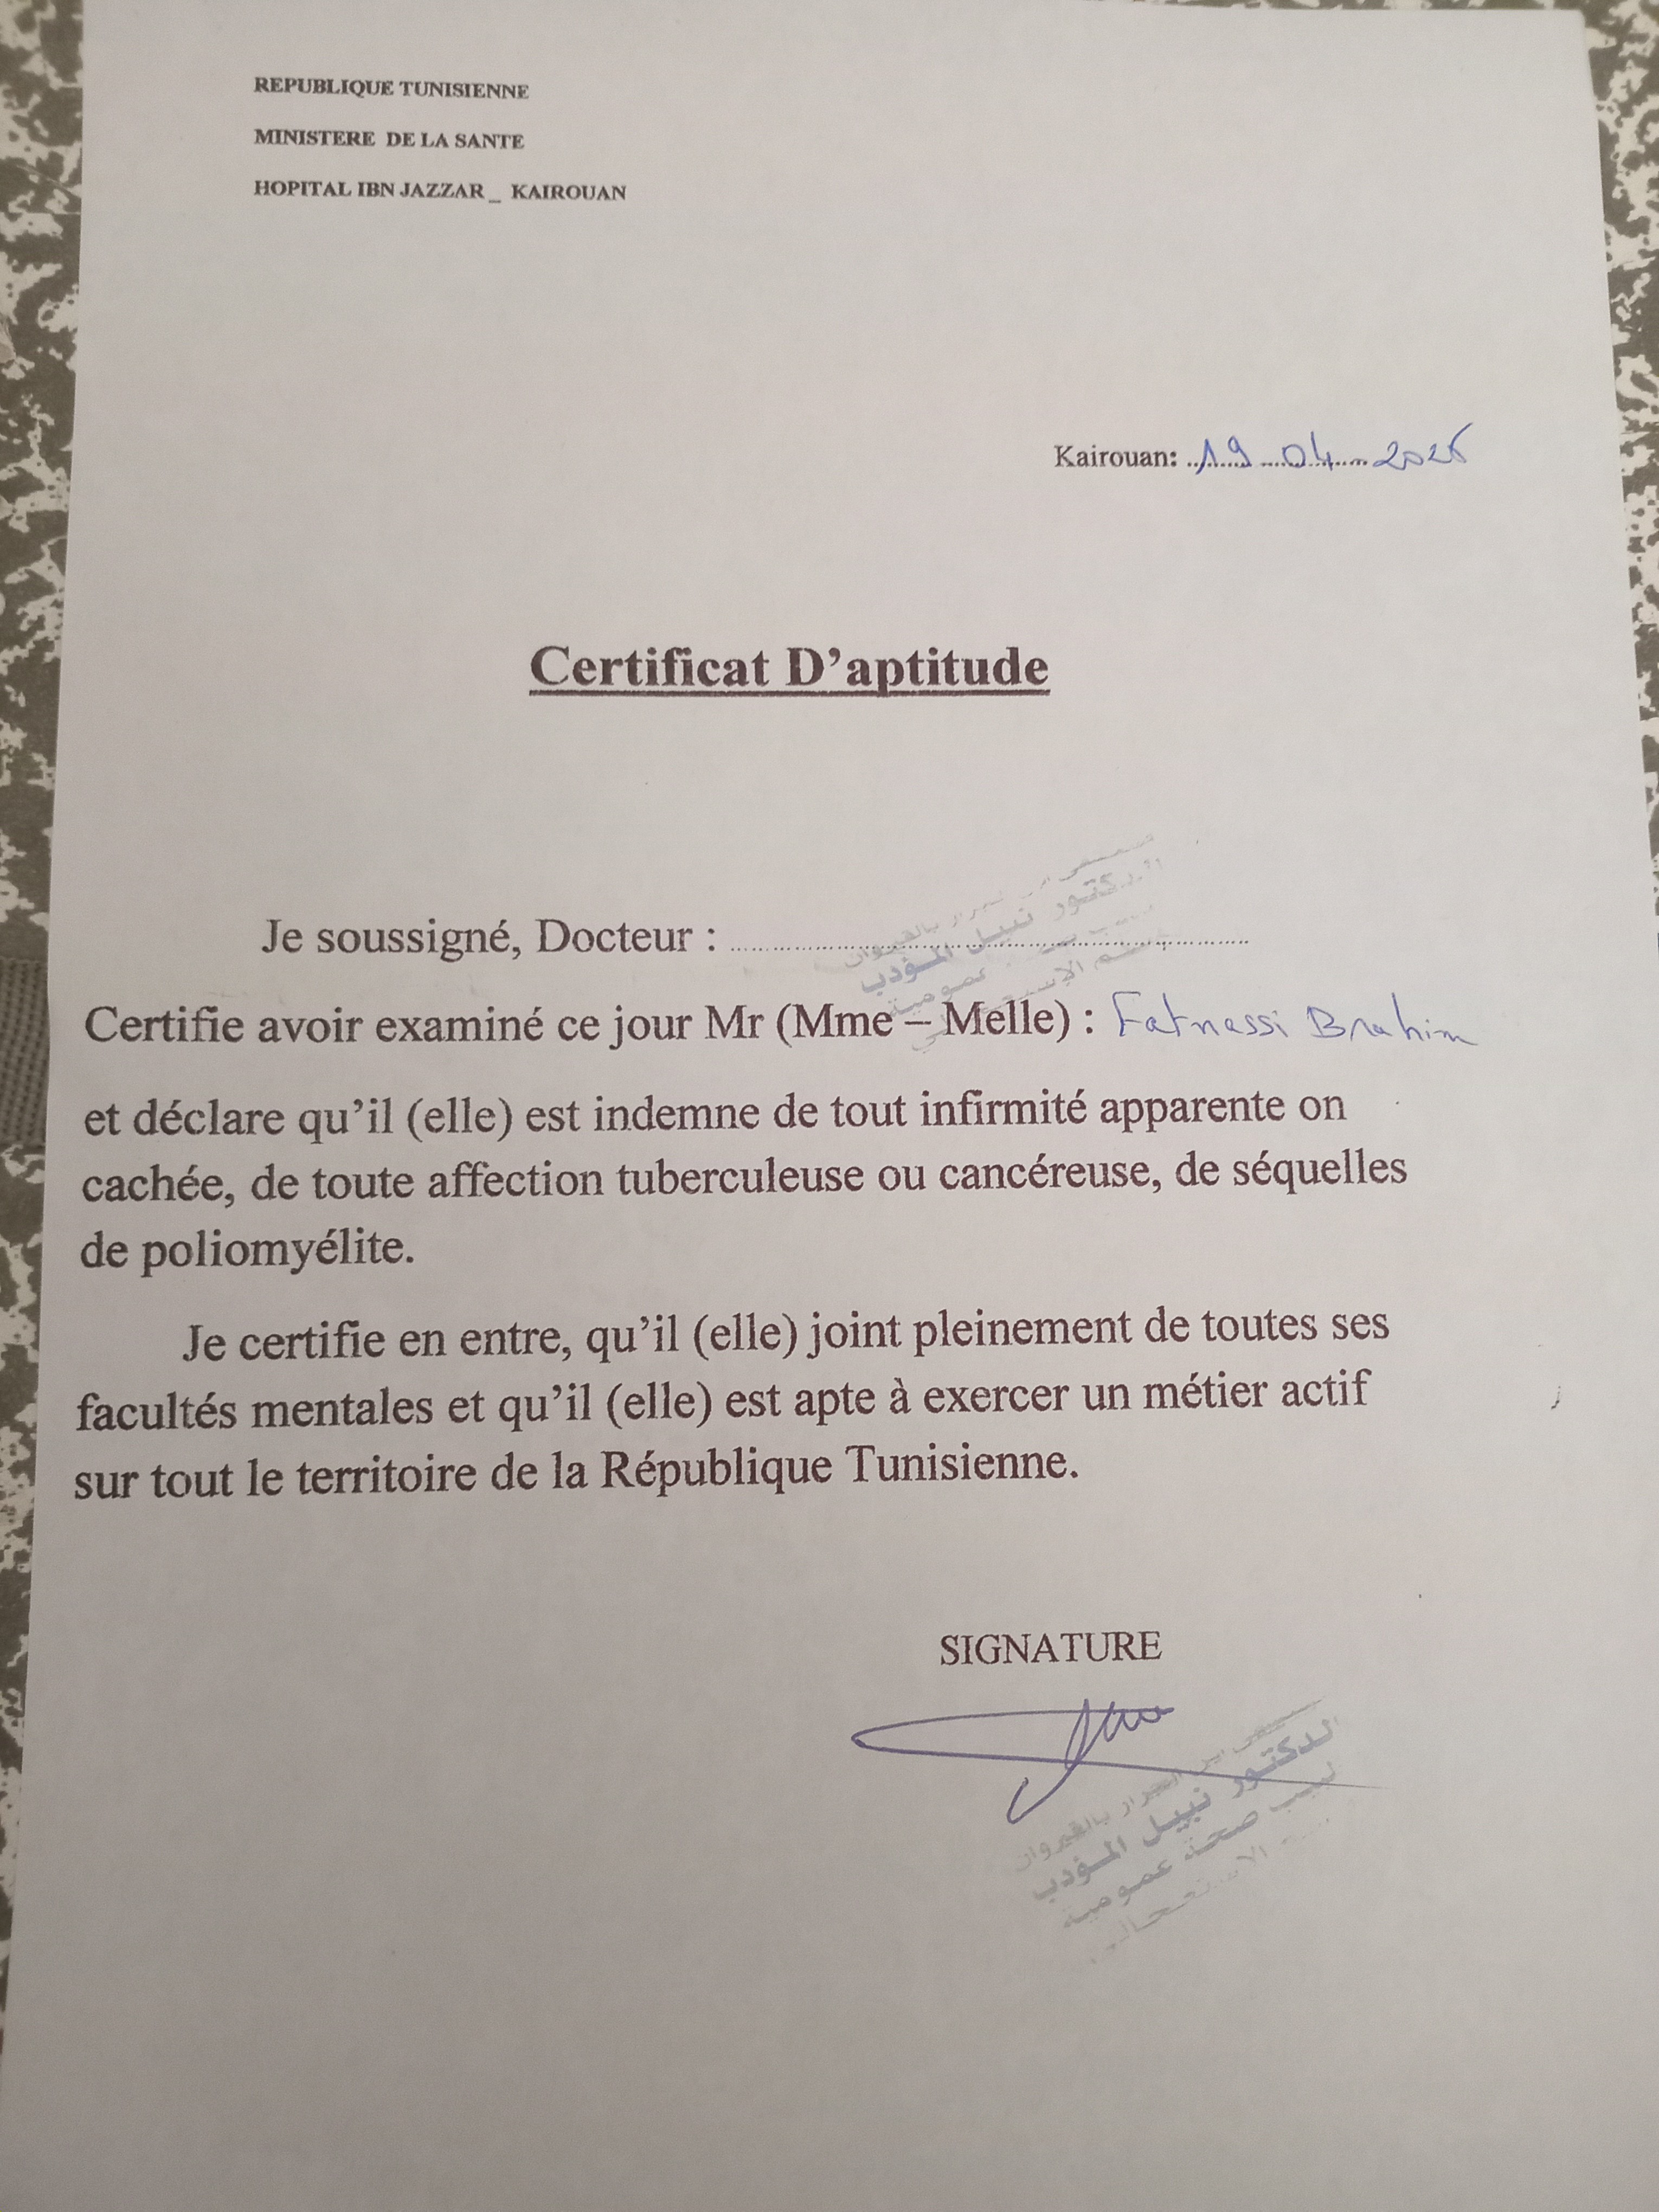 REPUBLIQUE TUNISIENNE
MINISTERE DE LA SANTE
HOPITAL IBN JAZZAR _ KAIROUAN
Kairouan: 19 04 2026
Certificat D'aptitude
Je soussigné, Docteur :
بالقيروان
الدكتور نبيل المؤدب
عمومية
Certifie avoir examiné ce jour Mr (Mme – Melle) : Fatnassi Brahim
et déclare qu'il (elle) est indemne de tout infirmité apparente on
cachée, de toute affection tuberculeuse ou cancéreuse, de séquelles
de poliomyélite.
Je certifie en entre, qu'il (elle) joint pleinement de toutes ses
facultés mentales et qu'il (elle) est apte à exercer un métier actif
sur tout le territoire de la République Tunisienne.
SIGNATURE
بالقيروان
الدكتور نبيل المؤدب
صحة عمومية